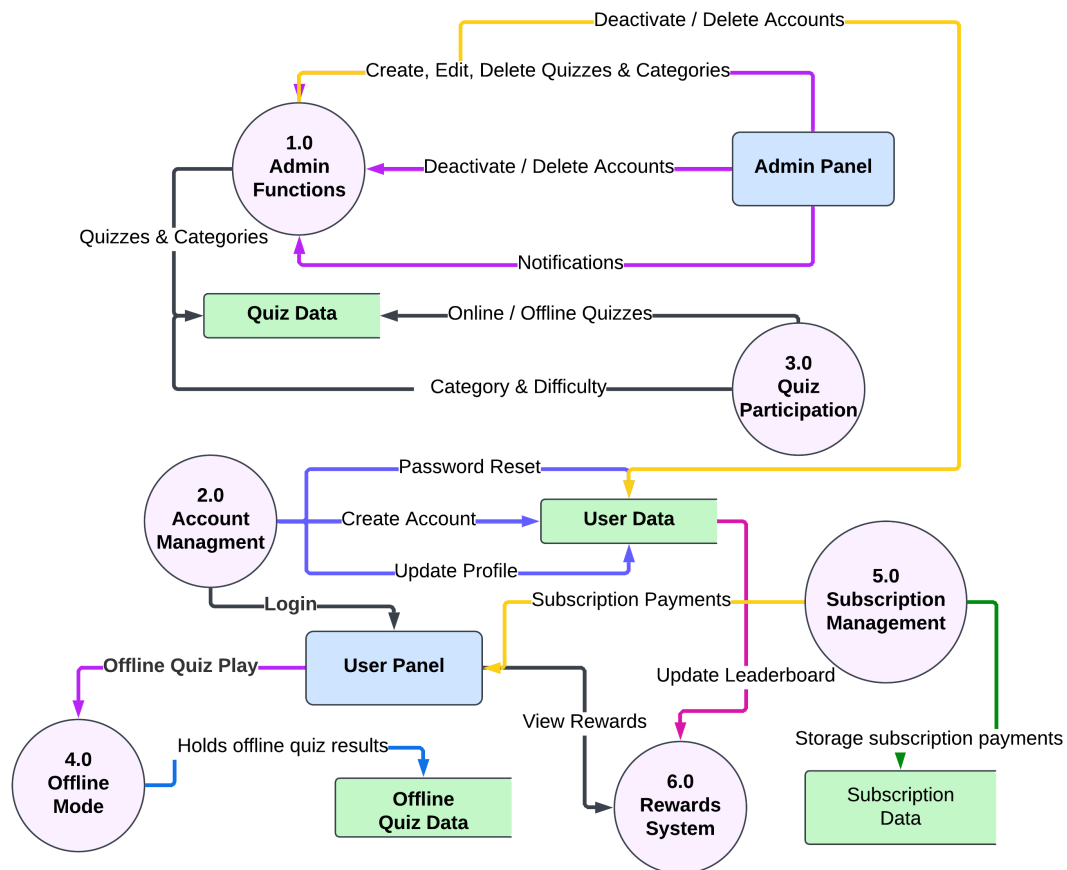 Deactivate / Delete Accounts
Create, Edit, Delete Quizzes & Categories
1.0
Admin
Functions
Deactivate / Delete Accounts
Admin Panel
Quizzes & Categories
Notifications
Quiz Data
Online / Offline Quizzes
3.0
Quiz
Participation
Category & Difficulty
Password Reset
2.0
Account
Managment
Create Account
User Data
Update Profile
5.0
Subscription
Management
Login
Subscription Payments
Offline Quiz Play
User Panel
Update Leaderboard
View Rewards
Storage subscription payments
4.0
Offline
Mode
Holds offline quiz results
Offline
Quiz Data
6.0
Rewards
System
Subscription
Data